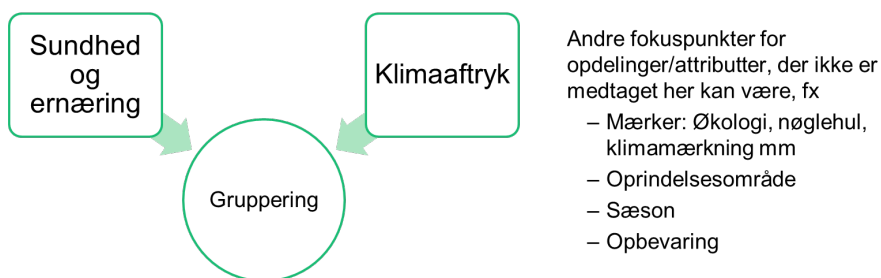 Sundhed
og
ernæring
Klimaaftryk
Gruppering
Andre fokuspunkter for
opdelinger/attributter, der ikke er
medtaget her kan være, fx
– Mærker: Økologi, nøglehul,
klimamærkning mm
– Oprindelsesområde
– Sæson
– Opbevaring